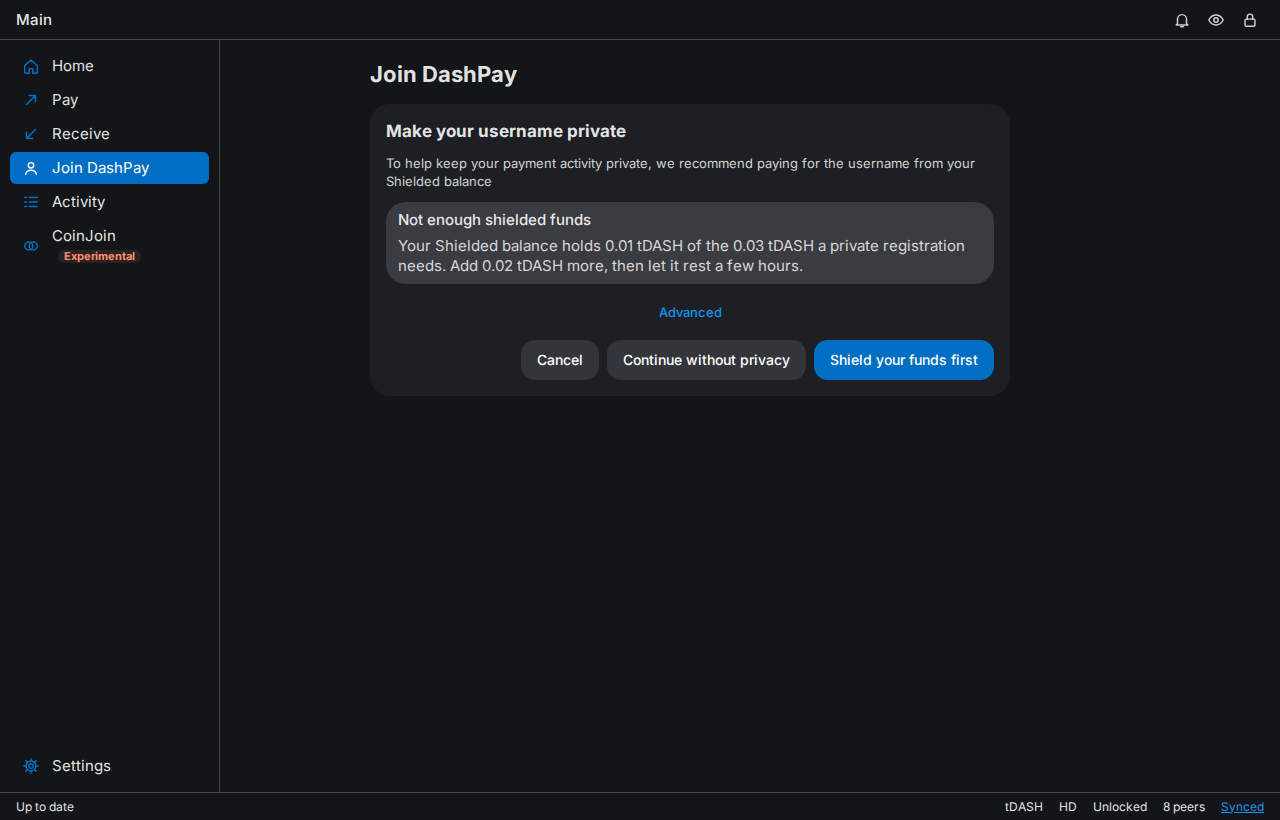 Main
Home
Pay
Receive
Join DashPay
Activity
CoinJoin
Experimental
Settings
Join DashPay
Make your username private
To help keep your payment activity private, we recommend paying for the username from your
Shielded balance
Not enough shielded funds
Your Shielded balance holds 0.01 tDASH of the 0.03 tDASH a private registration
needs. Add 0.02 tDASH more, then let it rest a few hours.
Advanced
Cancel
Continue without privacy
Shield your funds first
Up to date
tDASH
HD
Unlocked
8 peers
Synced